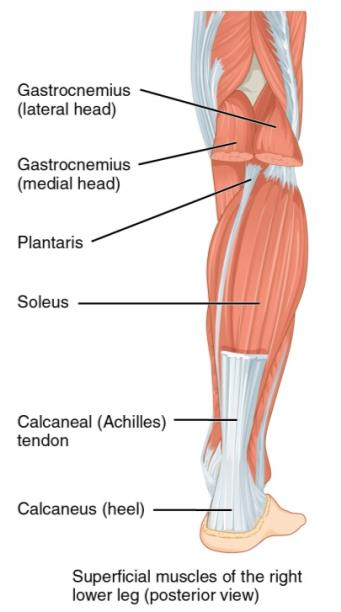 Gastrocnemius
(lateral head)
Gastrocnemius
(medial head)
Plantaris
Soleus
Calcaneal (Achilles)
tendon
Calcaneus (heel)
Superficial muscles of the right
lower leg (posterior view)